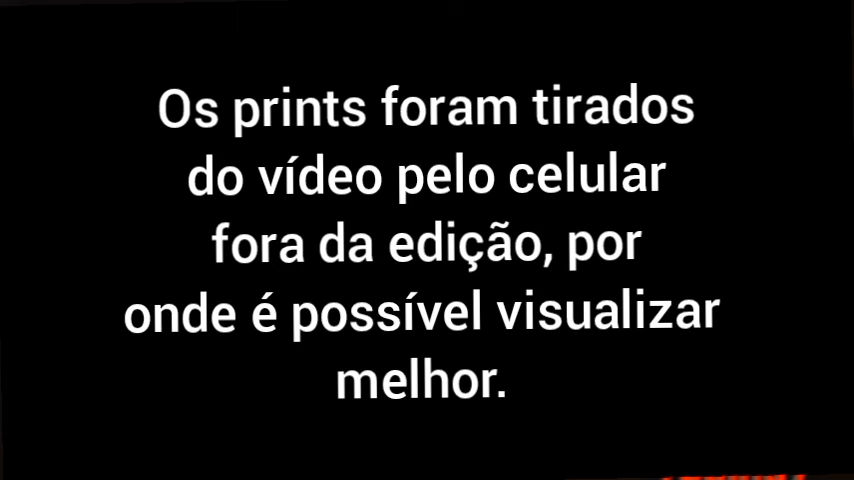 Os prints foram tirados
do vídeo pelo celular
fora da edição, por
onde é possível visualizar
melhor.